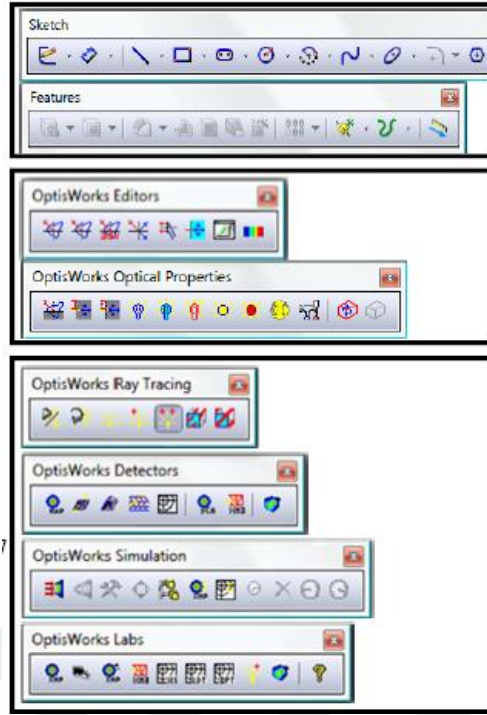 Sketch
Features
OptisWorks Editors
OptisWorks Optical Properties
OptisWorks Ray Tracing
OptisWorks Detectors
OptisWorks Simulation
OptisWorks Labs